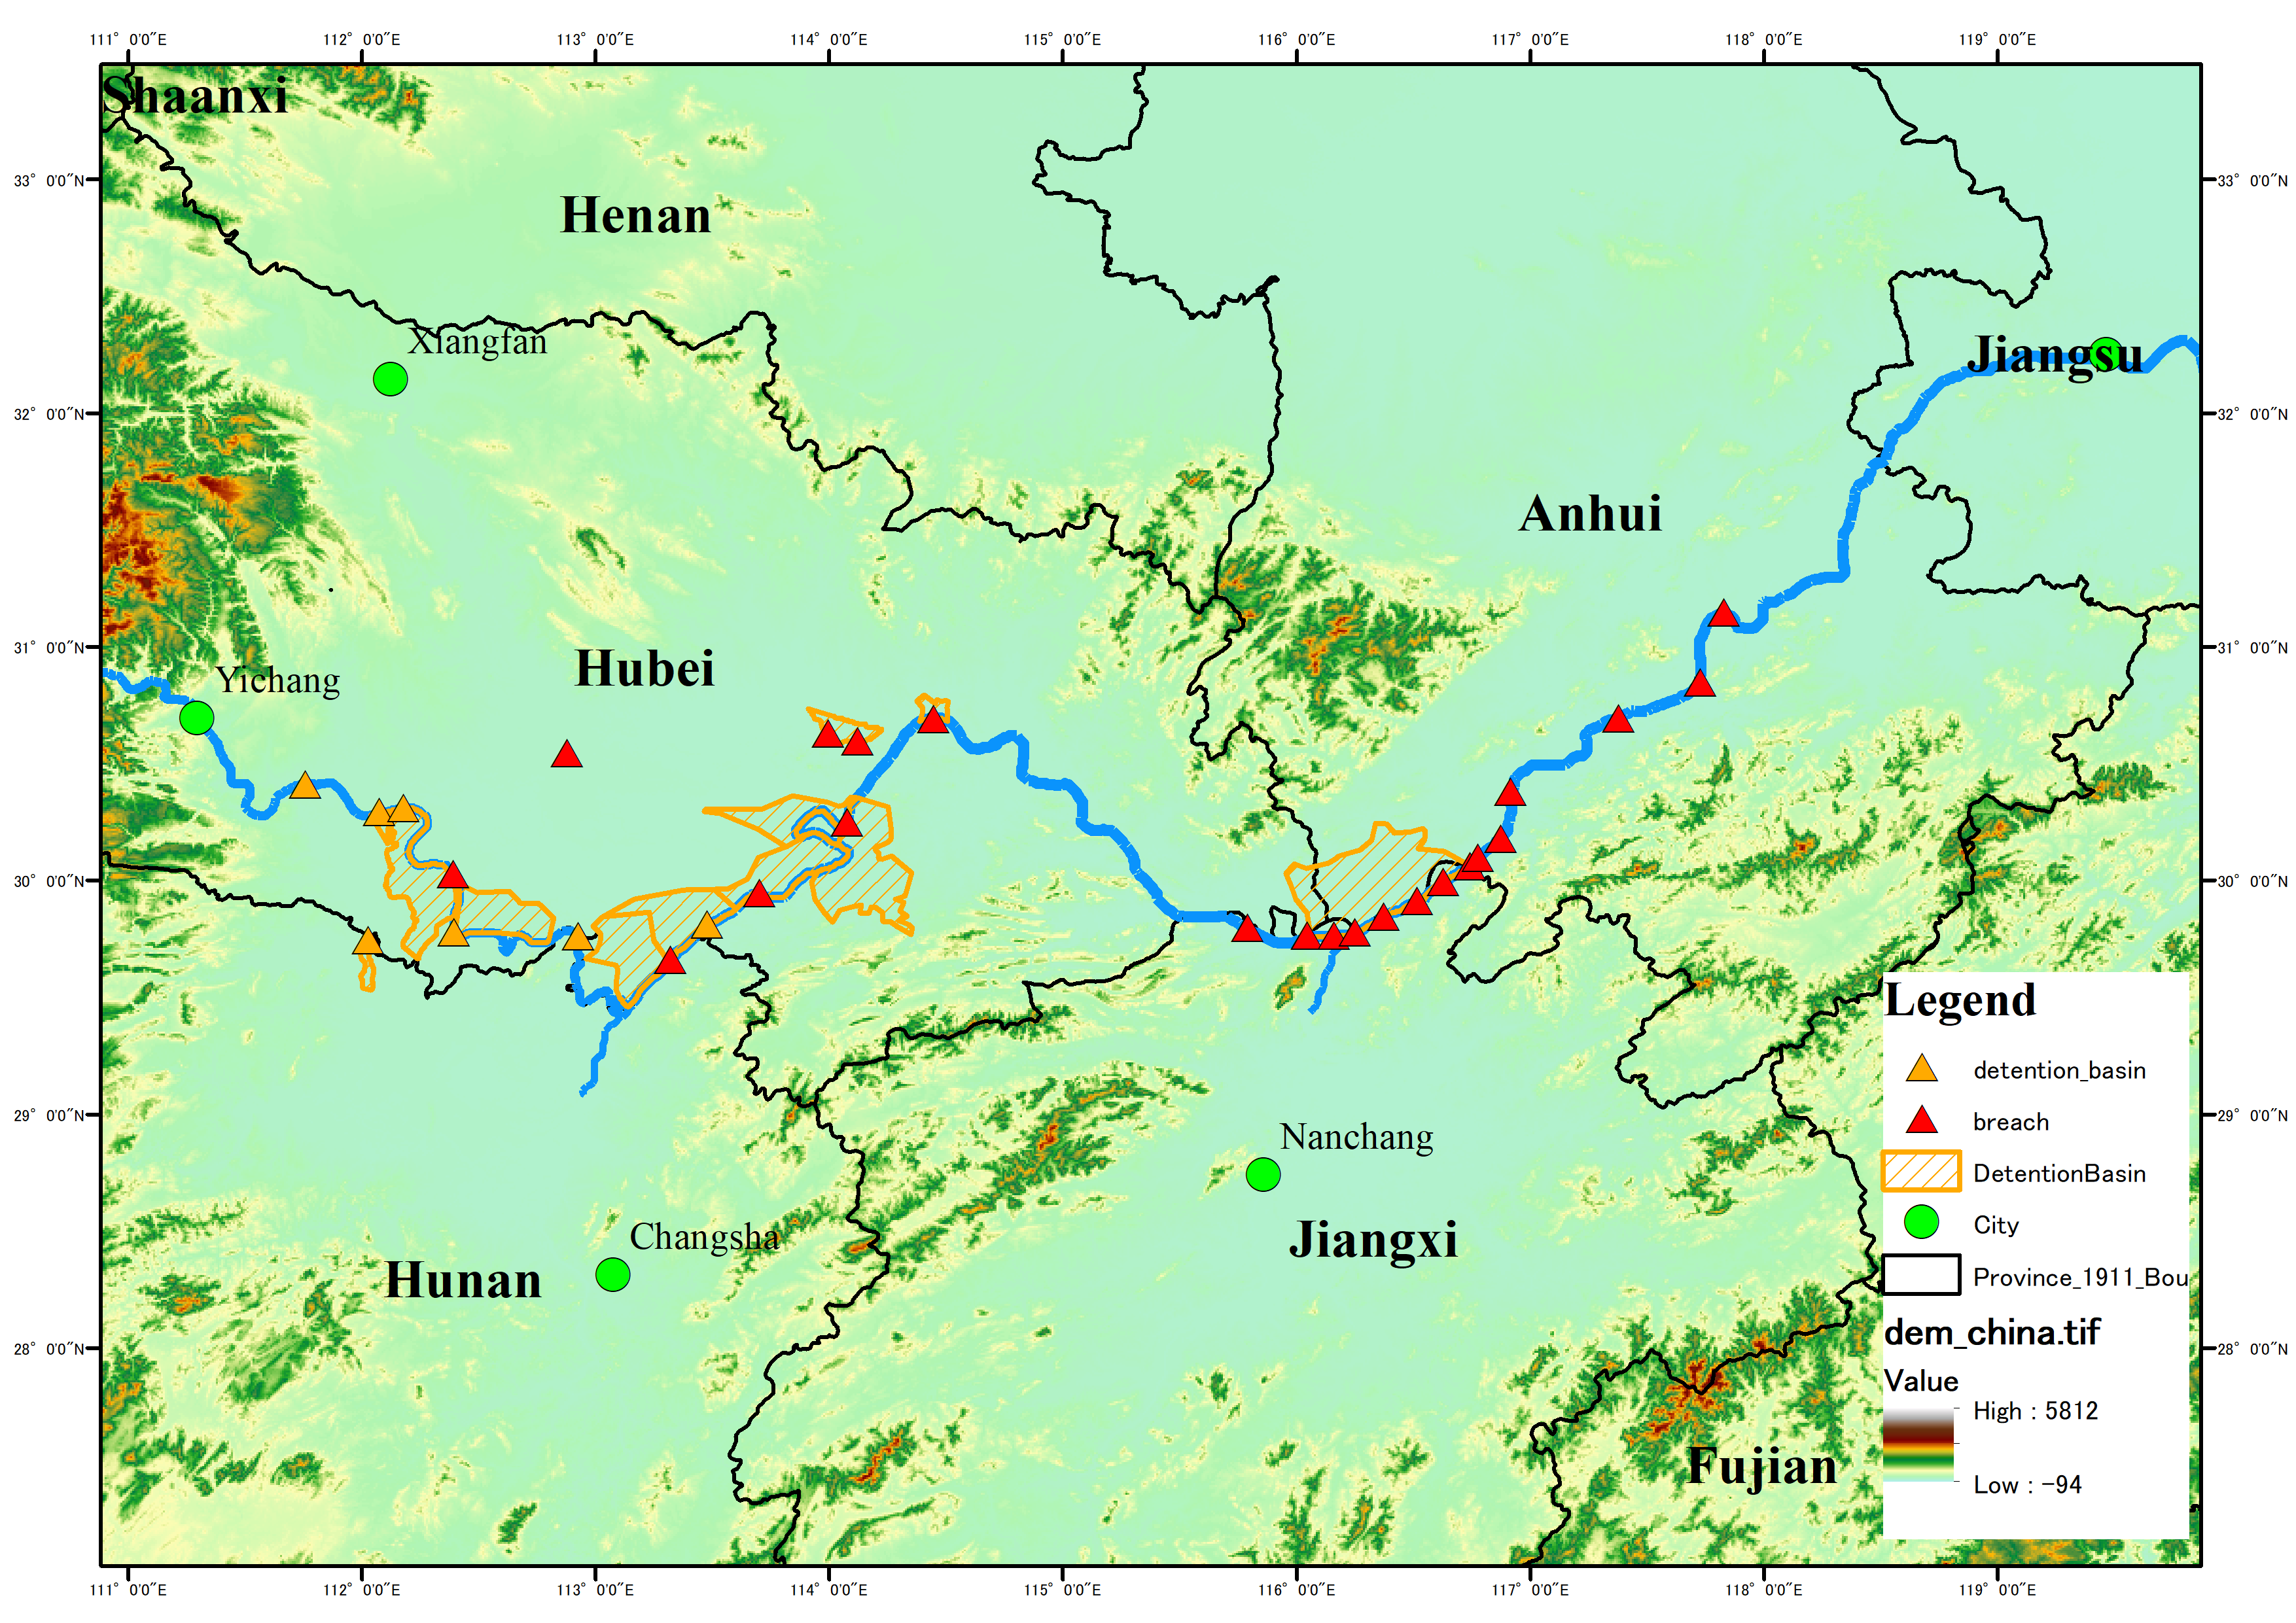 111° 0'0"E 112° 0'0"E 113° 0'0"E 114° 0'0"E 115° 0'0"E 116° 0'0"E 117° 0'0"E 118° 0'0"E 119° 0'0"E
Shaanxi
33° 0'0"N 33° 0'0"N
Henan
Xiangfan
Jiangsu
32° 0'0"N 32° 0'0"N
Anhui
31° 0'0"N 31° 0'0"N
Hubei
Yichang
30° 0'0"N 30° 0'0"N
Legend
detention_basin
breach
DetentionBasin
City
Province_1911_Bou
dem_china.tif
Value
High : 5812
Low : -94
29° 0'0"N 29° 0'0"N
Nanchang
Changsha
Jiangxi
Hunan
28° 0'0"N 28° 0'0"N
Fujian
111° 0'0"E 112° 0'0"E 113° 0'0"E 114° 0'0"E 115° 0'0"E 116° 0'0"E 117° 0'0"E 118° 0'0"E 119° 0'0"E